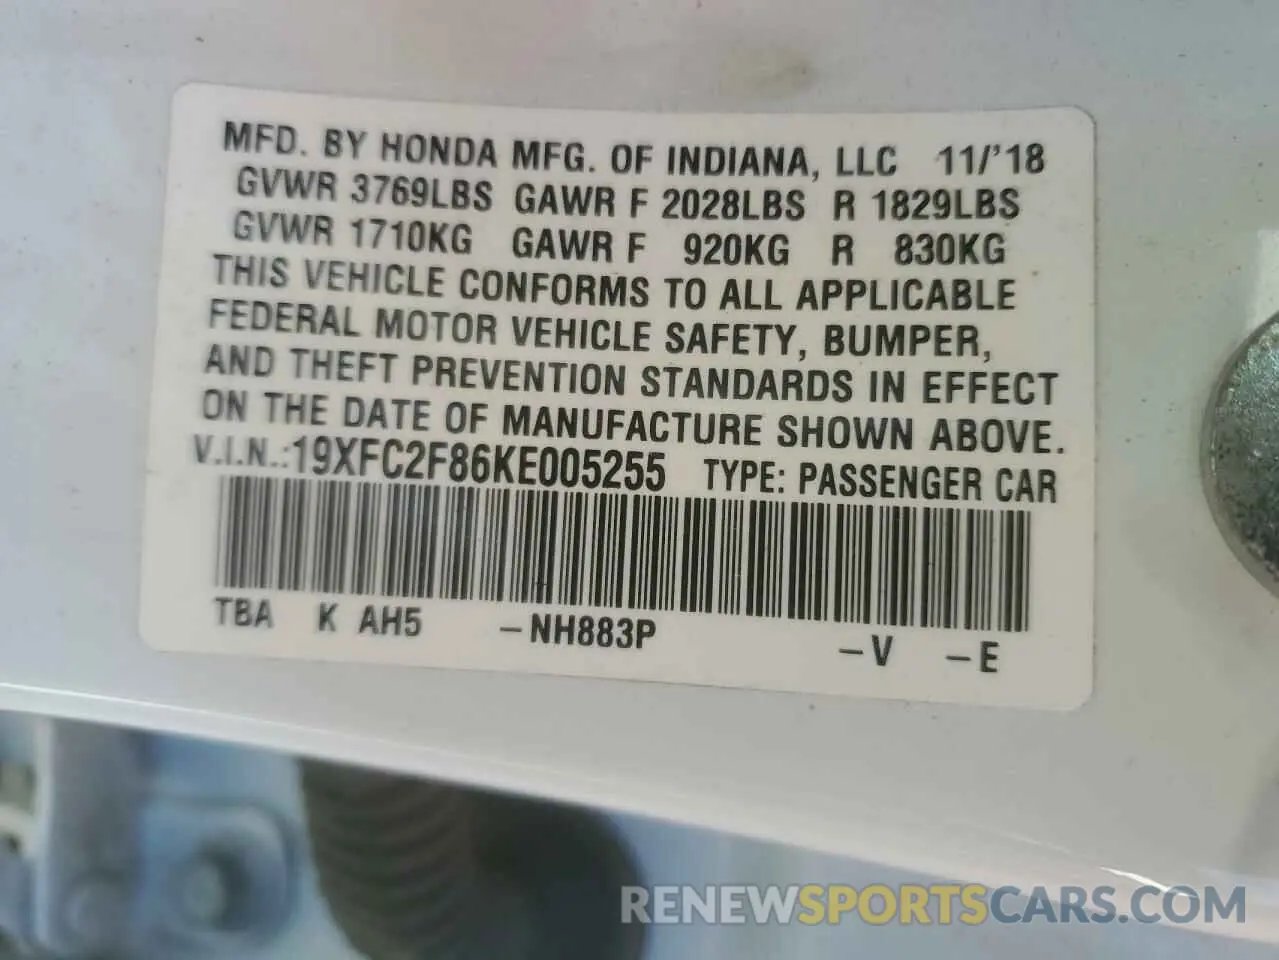 MFD. BY HONDA MFG. OF INDIANA, LLC 11/'18
GVWR 3769LBS GAWR F 2028LBS R 1829LBS
GVWR 1710KG GAWR F 920KG R 830KG
THIS VEHICLE CONFORMS TO ALL APPLICABLE
FEDERAL MOTOR VEHICLE SAFETY, BUMPER,
AND THEFT PREVENTION STANDARDS IN EFFECT
ON THE DATE OF MANUFACTURE SHOWN ABOVE.
V.I.N.:19XFC2F86KE005255 TYPE: PASSENGER CAR
TBA K AH5 -NH883P -V -E
RENEWSPORTSCARS.COM